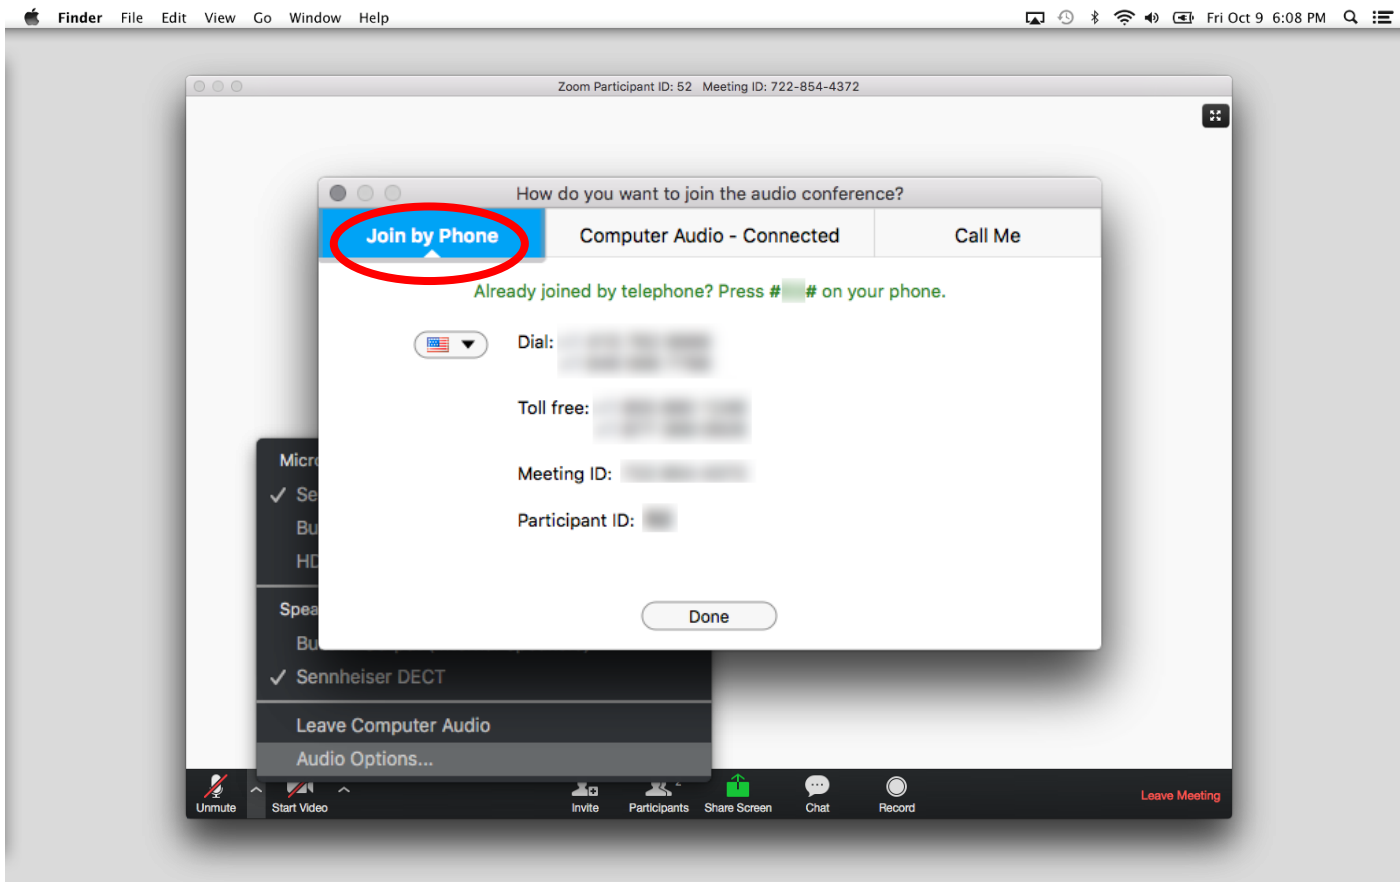 Finder File Edit View Go Window Help Fri Oct 9 6:08 PM
Zoom Participant ID: 52 Meeting ID: 722-854-4372
How do you want to join the audio conference?
Join by Phone Computer Audio - Connected Call Me
Already joined by telephone? Press # # on your phone.
Dial:
Toll free:
Meeting ID:
Participant ID:
Done
Sennheiser DECT
Leave Computer Audio
Audio Options...
Unmute Start Video Invite Participants Share Screen Chat Record Leave Meeting